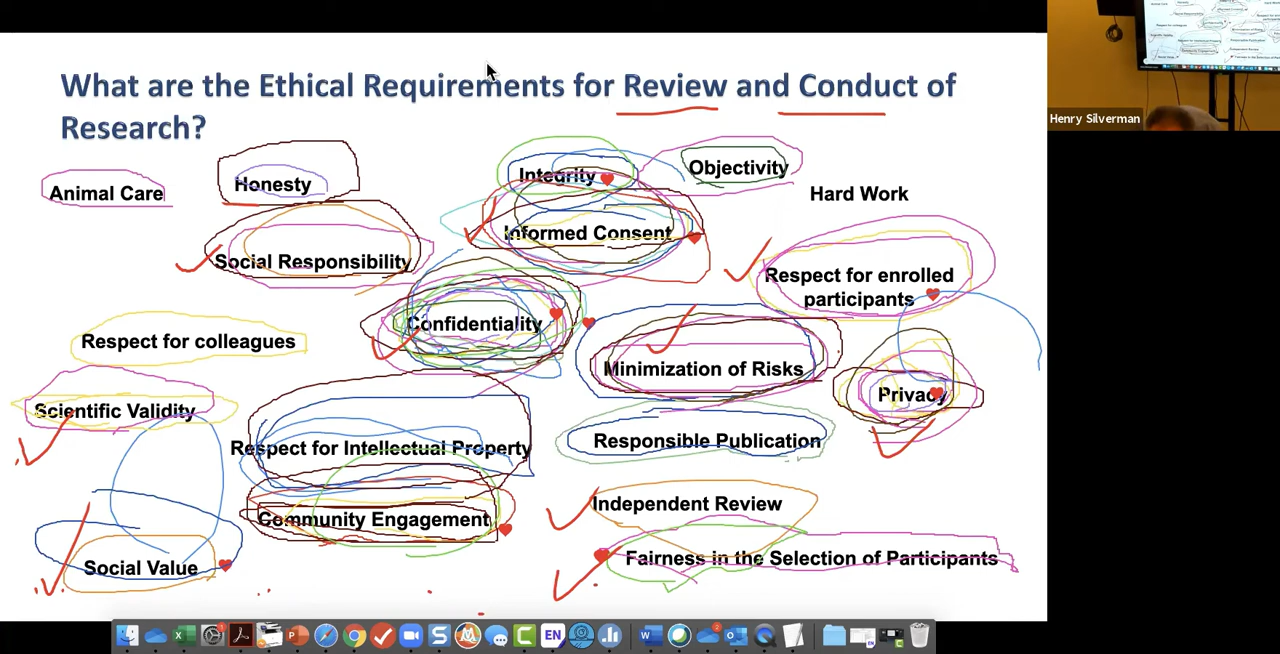 What are the Ethical Requirements for Review and Conduct of
Research?
Henry Silverman
Animal Care
Honesty
Integrity
Objectivity
Hard Work
Social Responsibility
Informed Consent
Respect for enrolled
participants
Respect for colleagues
Confidentiality
Minimization of Risks
Privacy
Scientific Validity
Respect for Intellectual Property
Responsible Publication
Community Engagement
Independent Review
Social Value
Fairness in the Selection of Participants
EN